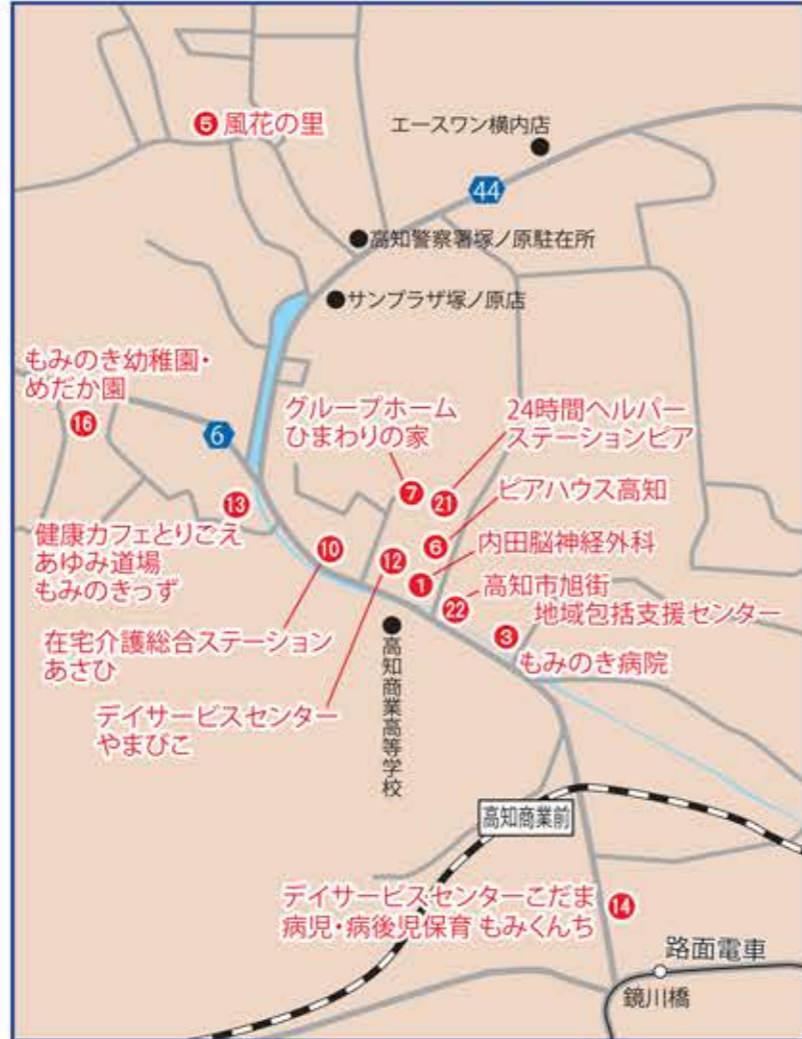 ❺ 風花の里
エースワン横内店
44
高知警察署塚ノ原駐在所
サンプラザ塚ノ原店
もみのき幼稚園・
めだか園
⓰
6
グループホーム
ひまわりの家
❼
24時間ヘルパー
ステーションピア
㉑
ピアハウス高知
❻
内田脳神経外科
❶
⓭
健康カフェとりごえ
あゆみ道場
もみのきっず
❿
⓬
高知市旭街
地域包括支援センター
㉒
❸
もみのき病院
在宅介護総合ステーション
あさひ
デイサービスセンター
やまびこ
高知商業高等学校
高知商業前
デイサービスセンターこだま
病児・病後児保育 もみくんち
⓮
路面電車
鏡川橋